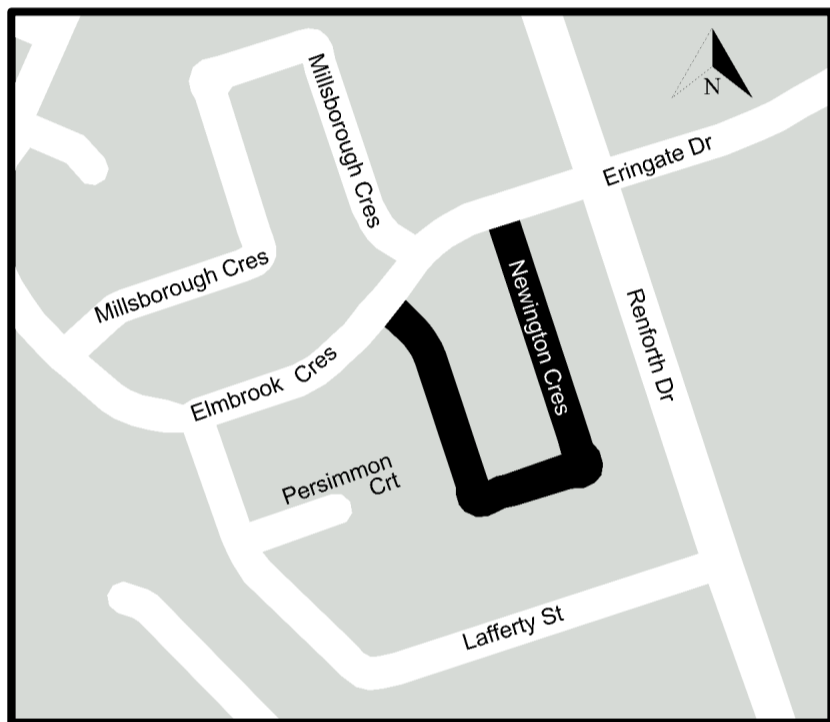 N
Millsborough Cres
Eringate Dr
Millsborough Cres
Newington Cres
Renforth Dr
Elmbrook Cres
Persimmon
Crt
Lafferty St